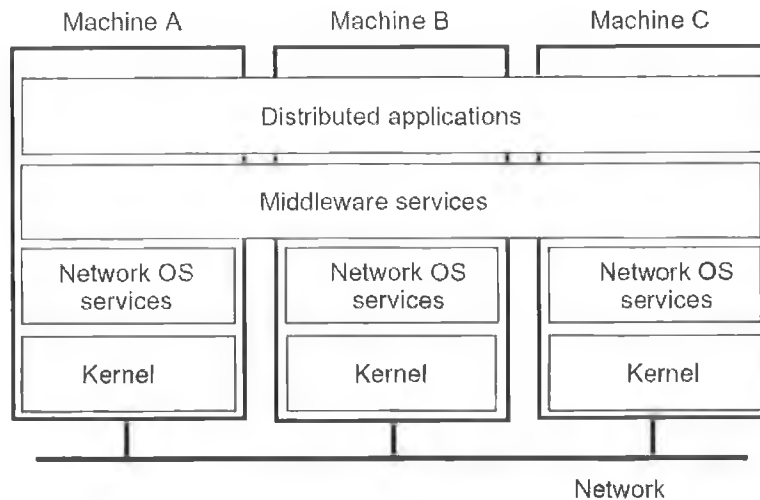 Machine A
Machine B
Machine C
Distributed applications
Middleware services
Network OS
services
Network OS
services
Network OS
services
Kernel
Kernel
Kernel
Network